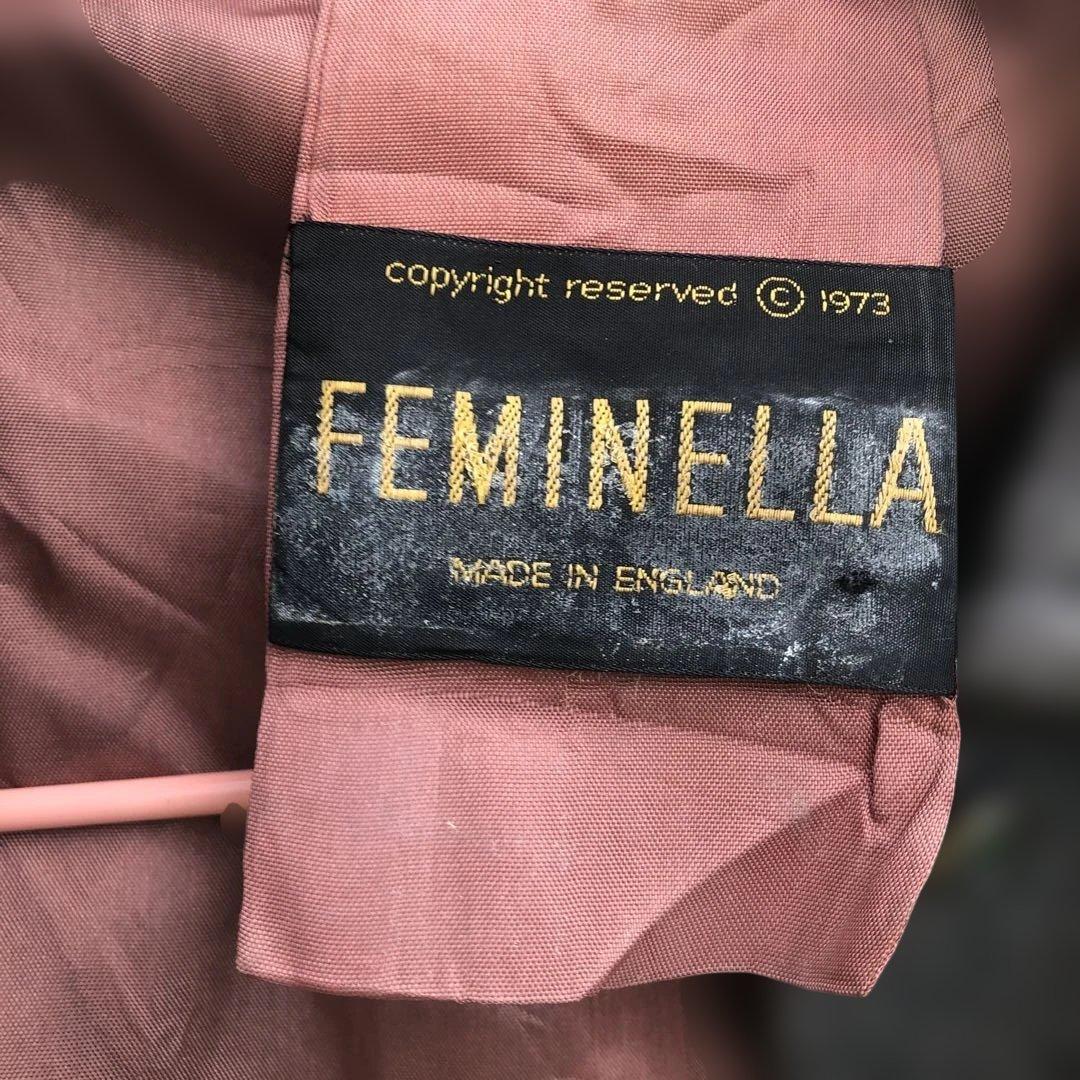 copyright reserved © 1973
FEMINELLA
MADE IN ENGLAND